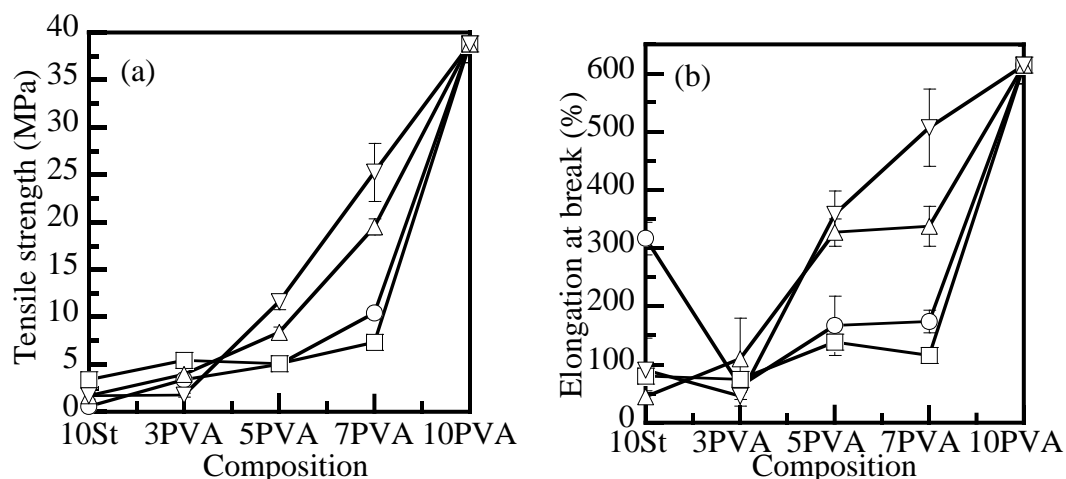 40
35
30
25
20
15
10
5
0
Tensile strength (MPa)
(a)
10St 3PVA 5PVA 7PVA 10PVA
Composition
600
500
400
300
200
100
0
Elongation at break (%)
(b)
10St 3PVA 5PVA 7PVA 10PVA
Composition